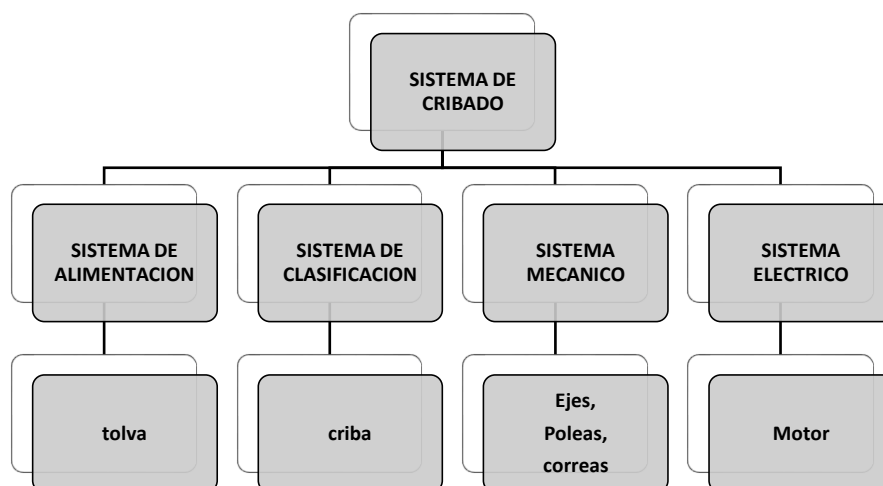 SISTEMA DE
CRIBADO
SISTEMA DE
ALIMENTACION
SISTEMA DE
CLASIFICACION
SISTEMA
MECANICO
SISTEMA
ELECTRICO
tolva
criba
Ejes,
Poleas,
correas
Motor